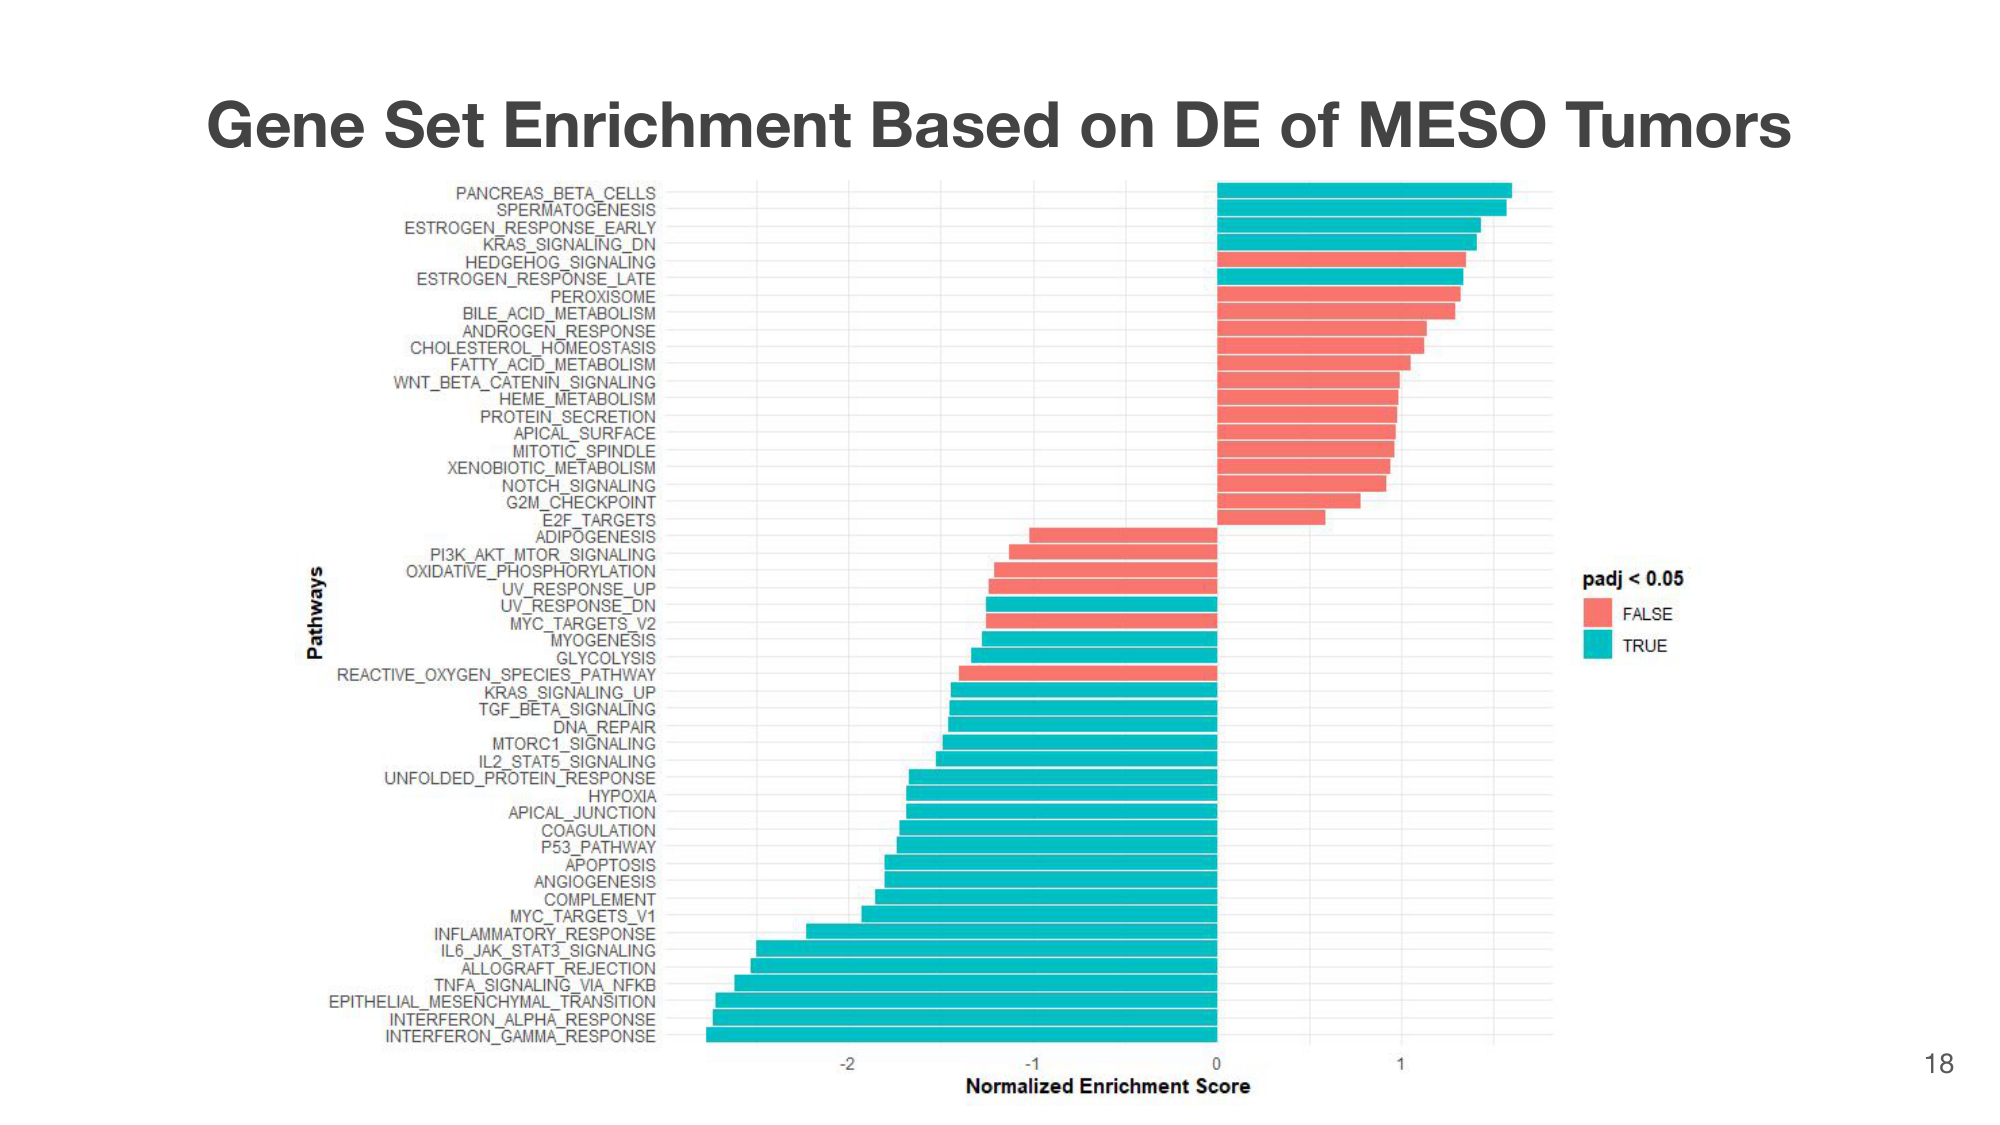 Gene Set Enrichment Based on DE of MESO Tumors
PANCREAS_BETA_CELLS
SPERMATOGENESIS
ESTROGEN_RESPONSE_EARLY
KRAS_SIGNALING_DN
HEDGEHOG_SIGNALING
ESTROGEN_RESPONSE_LATE
PEROXISOME
BILE_ACID_METABOLISM
ANDROGEN_RESPONSE
CHOLESTEROL_HOMEOSTASIS
FATTY_ACID_METABOLISM
WNT_BETA_CATENIN_SIGNALING
HEME_METABOLISM
PROTEIN_SECRETION
APICAL_SURFACE
MITOTIC_SPINDLE
XENOBIOTIC_METABOLISM
NOTCH_SIGNALING
G2M_CHECKPOINT
E2F_TARGETS
ADIPOGENESIS
PI3K_AKT_MTOR_SIGNALING
OXIDATIVE_PHOSPHORYLATION
UV_RESPONSE_UP
UV_RESPONSE_DN
MYC_TARGETS_V2
MYOGENESIS
GLYCOLYSIS
REACTIVE_OXYGEN_SPECIES_PATHWAY
KRAS_SIGNALING_UP
TGF_BETA_SIGNALING
DNA_REPAIR
MTORC1_SIGNALING
IL2_STAT5_SIGNALING
UNFOLDED_PROTEIN_RESPONSE
HYPOXIA
APICAL_JUNCTION
COAGULATION
P53_PATHWAY
APOPTOSIS
ANGIOGENESIS
COMPLEMENT
MYC_TARGETS_V1
INFLAMMATORY_RESPONSE
IL6_JAK_STAT3_SIGNALING
ALLOGRAFT_REJECTION
TNFA_SIGNALING_VIA_NFKB
EPITHELIAL_MESENCHYMAL_TRANSITION
INTERFERON_ALPHA_RESPONSE
INTERFERON_GAMMA_RESPONSE
Pathways
-2 -1 0 1
Normalized Enrichment Score
padj < 0.05
FALSE
TRUE
18